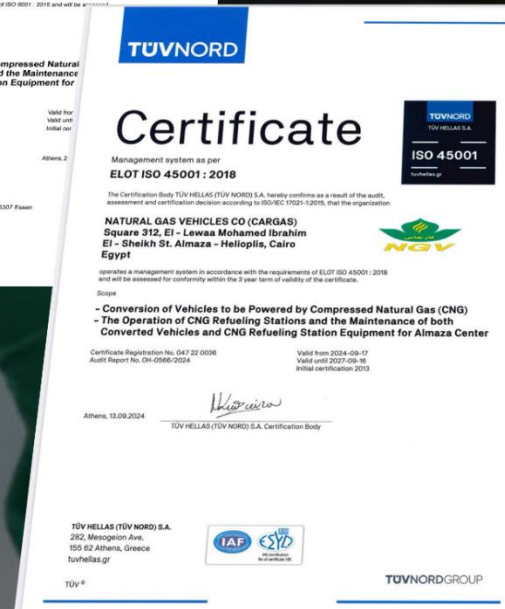 of ISO 9001 : 2015 and will be
mpressed Natural
d the Maintenance
on Equipment for
Valid from
Valid until
Initial cer
Athens, 2
5307 Essen
TÜVNORD
Certificate
Management system as per
ELOT ISO 45001 : 2018
TÜVNORD
TÜV HELLAS S.A.
ISO 45001
tuvhellas.gr
The Certification Body TÜV HELLAS (TÜV NORD) S.A. hereby confirms as a result of the audit,
assessment and certification decision according to ISO/IEC 17021-1:2015, that the organization
NATURAL GAS VEHICLES CO (CARGAS)
Square 312, El - Lewaa Mohamed Ibrahim
El - Sheikh St. Almaza - Helioplis, Cairo
Egypt
NGV
operates a management system in accordance with the requirements of ELOT ISO 45001 : 2018
and will be assessed for conformity within the 3 year term of validity of the certificate.
Scope
- Conversion of Vehicles to be Powered by Compressed Natural Gas (CNG)
- The Operation of CNG Refueling Stations and the Maintenance of both
Converted Vehicles and CNG Refueling Station Equipment for Almaza Center
Certificate Registration No. 047 22 0036
Audit Report No. OH-0566/2024
Valid from 2024-09-17
Valid until 2027-09-16
Initial certification 2013
Athens, 13.09.2024
TÜV HELLAS (TÜV NORD) S.A. Certification Body
TÜV HELLAS (TÜV NORD) S.A.
282, Mesogeion Ave.
155 62 Athens, Greece
tuvhellas.gr
IAF
ESYD
TÜV ®
TÜVNORDGROUP